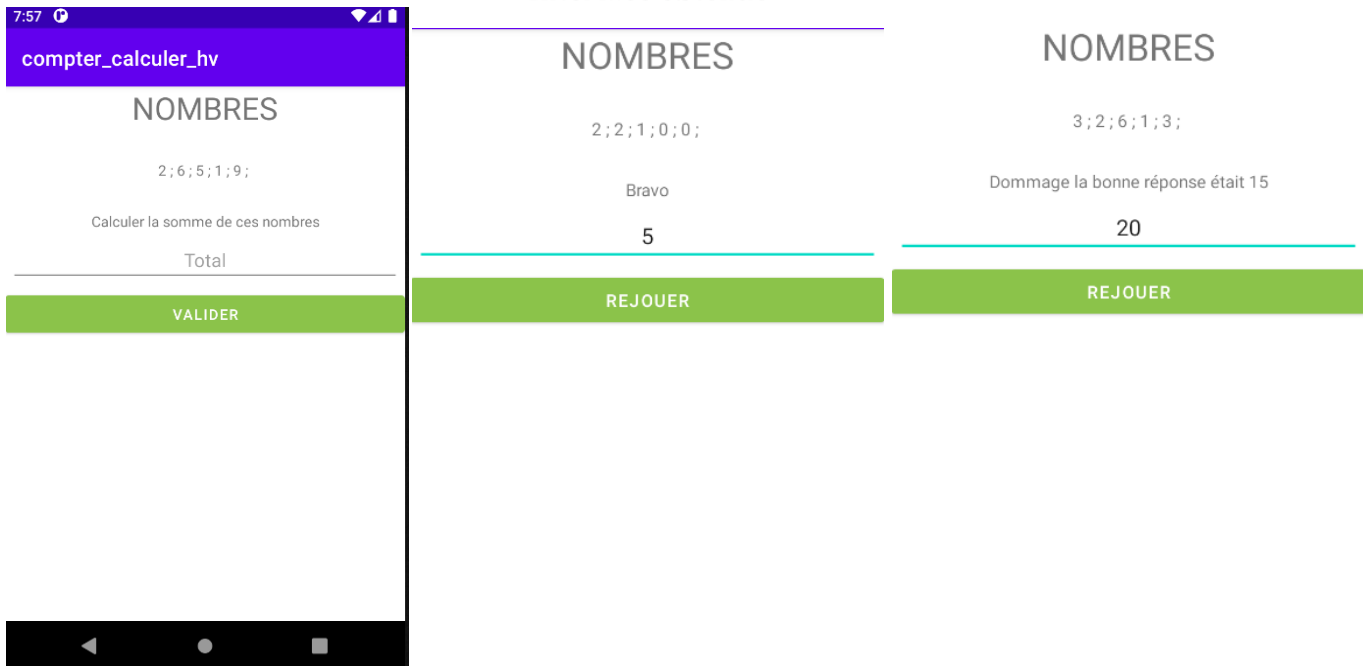 7:57
compter_calculer_hv
NOMBRES
2 ; 6 ; 5 ; 1 ; 9 ;
Calculer la somme de ces nombres
Total
VALIDER
NOMBRES
2 ; 2 ; 1 ; 0 ; 0 ;
Bravo
5
REJOUER
NOMBRES
3 ; 2 ; 6 ; 1 ; 3 ;
Dommage la bonne réponse était 15
20
REJOUER